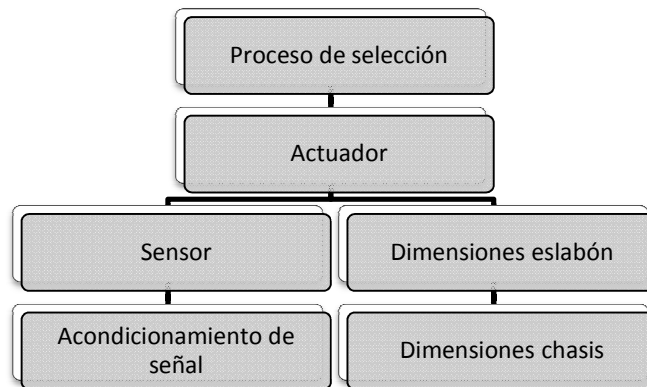 Proceso de selección
Actuador
Sensor
Dimensiones eslabón
Acondicionamiento de
señal
Dimensiones chasis